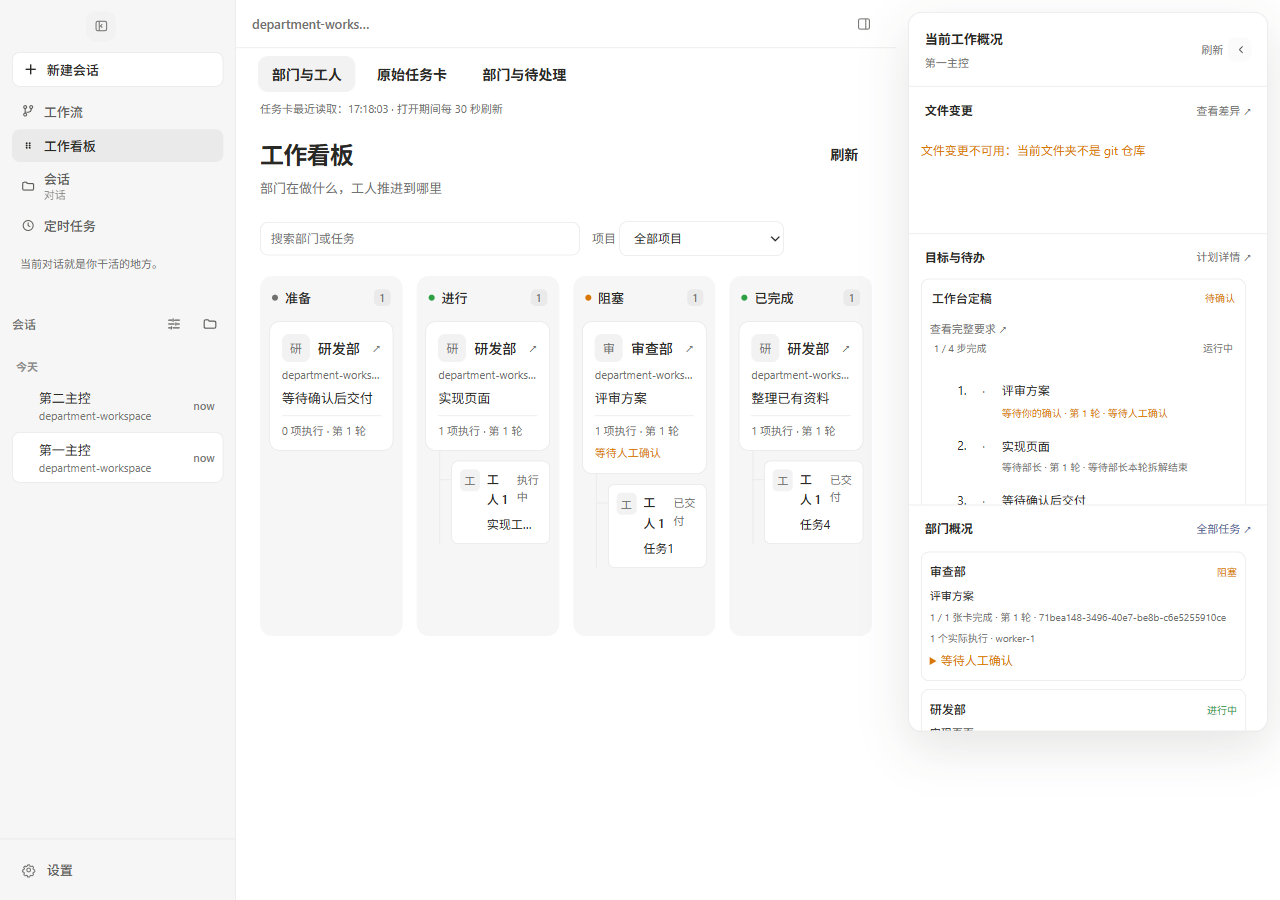 新建会话
工作流
工作看板
会话
对话
定时任务
当前对话就是你干活的地方。
会话
今天
第二主控
department-workspace
now
第一主控
department-workspace
now
设置
department-works...
部门与工人
原始任务卡
部门与待处理
任务卡最近读取：17:18:03 · 打开期间每 30 秒刷新
工作看板
刷新
部门在做什么，工人推进到哪里
搜索部门或任务
项目
全部项目
准备
1
研
研发部
↗
department-works...
等待确认后交付
0 项执行 · 第 1 轮
进行
1
研
研发部
↗
department-works...
实现页面
1 项执行 · 第 1 轮
工
工人 1
执行中
实现工...
阻塞
1
审
审查部
↗
department-works...
评审方案
1 项执行 · 第 1 轮
等待人工确认
工
工人 1
已交付
任务1
已完成
1
研
研发部
↗
department-works...
整理已有资料
1 项执行 · 第 1 轮
工
工人 1
已交付
任务4
当前工作概况
第一主控
刷新
文件变更
查看差异 ↗
文件变更不可用：当前文件夹不是 git 仓库
目标与待办
计划详情 ↗
工作台定稿
待确认
查看完整要求 ↗
1 / 4 步完成
运行中
1. · 评审方案
等待你的确认 · 第 1 轮 · 等待人工确认
2. · 实现页面
等待部长 · 第 1 轮 · 等待部长本轮拆解结束
3. · 等待确认后交付
部门概况
全部任务 ↗
审查部
阻塞
评审方案
1 / 1 张卡完成 · 第 1 轮 · 71bea148-3496-40e7-be8b-c6e5255910ce
1 个实际执行 · worker-1
▶ 等待人工确认
研发部
进行中
实现页面